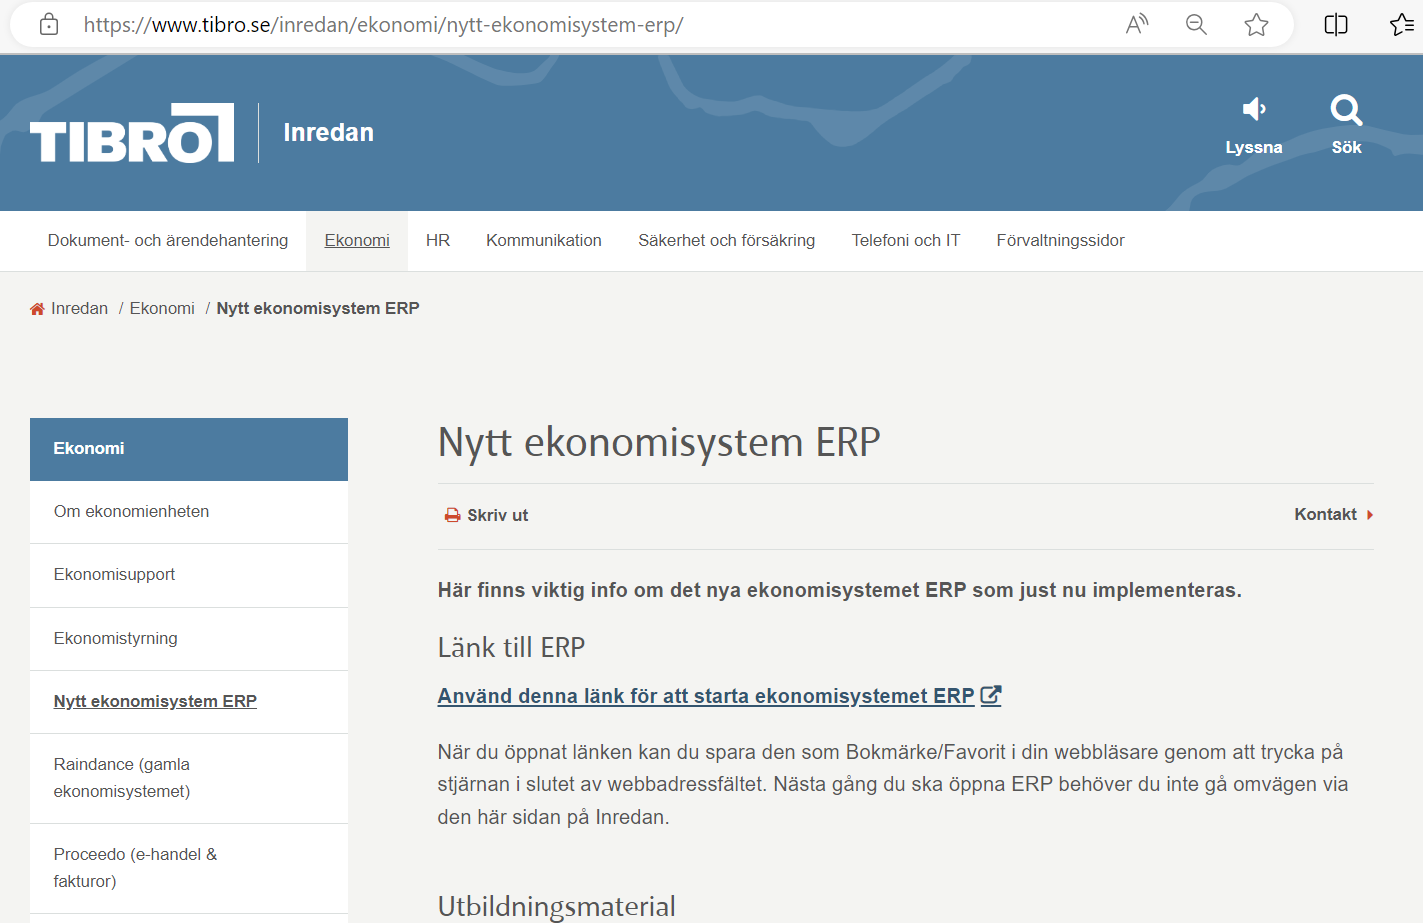 https://www.tibro.se/inredan/ekonomi/nytt-ekonomisystem-erp/
TIBRO
Inredan
Lyssna
Sök
Dokument- och ärendehantering
Ekonomi
HR
Kommunikation
Säkerhet och försäkring
Telefoni och IT
Förvaltningssidor
Inredan / Ekonomi / Nytt ekonomisystem ERP
Ekonomi
Om ekonomienheten
Ekonomisupport
Ekonomistyrning
Nytt ekonomisystem ERP
Raindance (gamla
ekonomisystemet)
Proceedo (e-handel &
fakturor)
Nytt ekonomisystem ERP
Skriv ut
Kontakt
Här finns viktig info om det nya ekonomisystemet ERP som just nu implementeras.
Länk till ERP
Använd denna länk för att starta ekonomisystemet ERP
När du öppnat länken kan du spara den som Bokmärke/Favorit i din webbläsare genom att trycka på
stjärnan i slutet av webbadressfältet. Nästa gång du ska öppna ERP behöver du inte gå omvägen via
den här sidan på Inredan.
Utbildningsmaterial